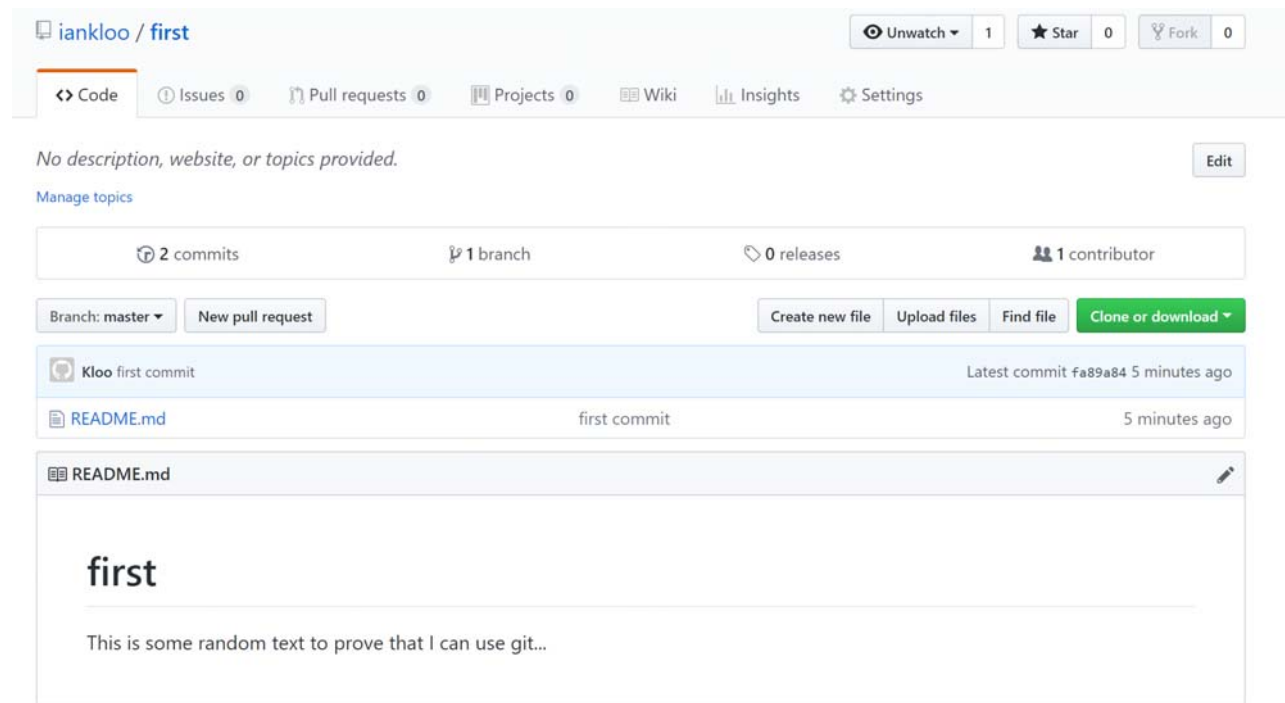 iankloo / first Unwatch 1 Star 0 Fork 0
Code Issues 0 Pull requests 0 Projects 0 Wiki Insights Settings
No description, website, or topics provided. Edit
Manage topics
2 commits 1 branch 0 releases 1 contributor
Branch: master New pull request Create new file Upload files Find file Clone or download
Kloo first commit Latest commit fa89a84 5 minutes ago
README.md first commit 5 minutes ago
README.md
first
This is some random text to prove that I can use git...